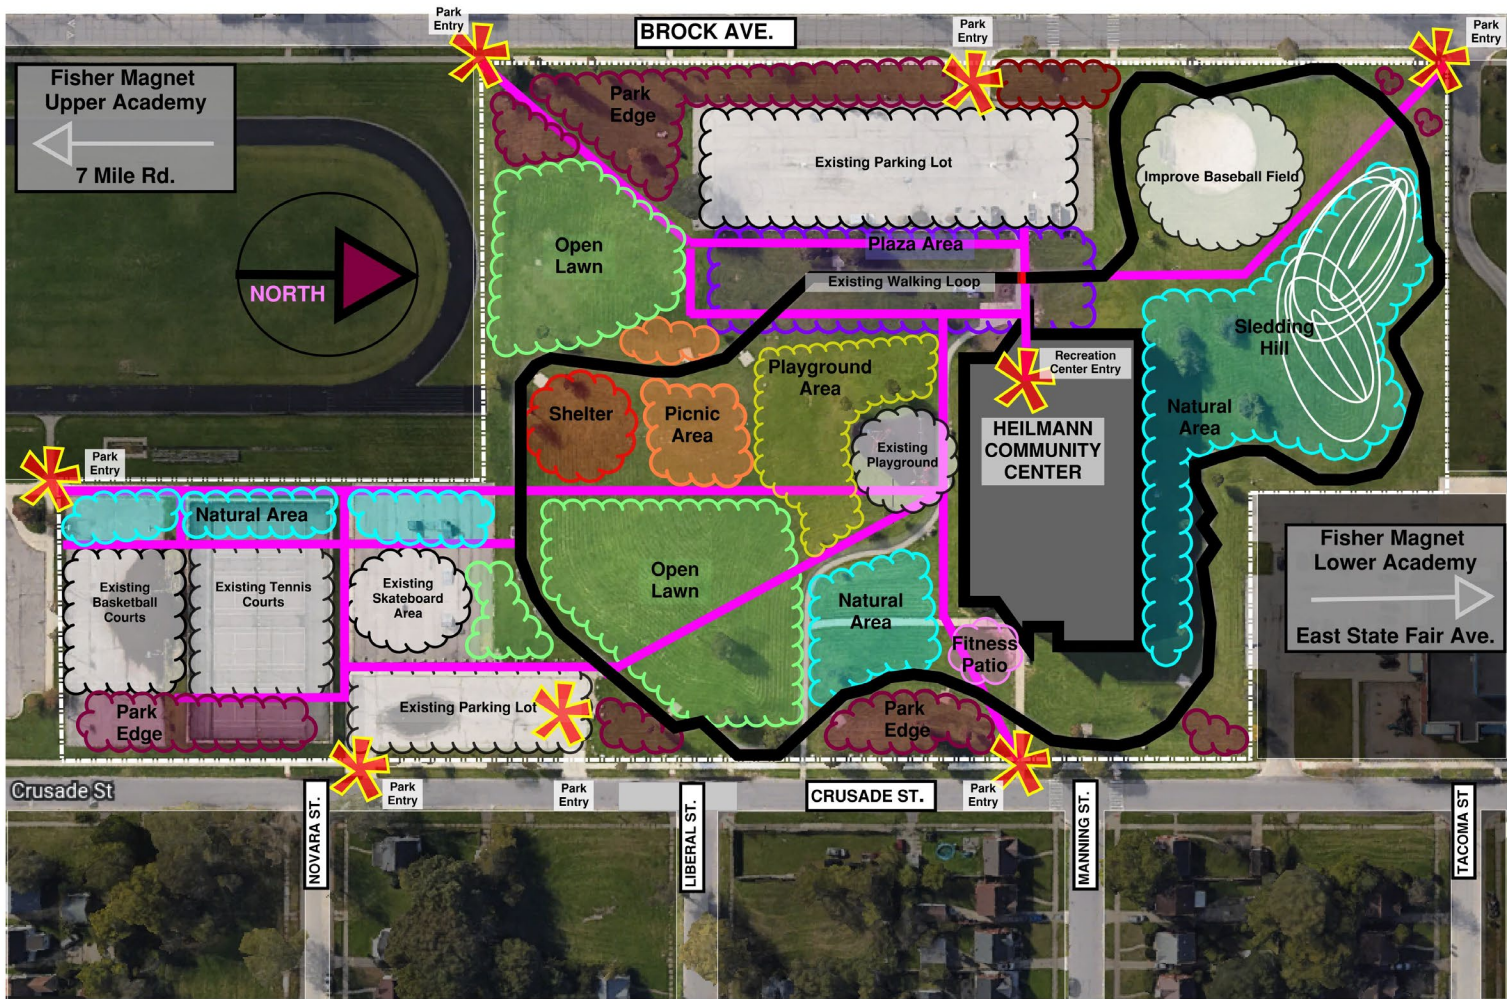 Park
Entry
BROCK AVE.
Park
Entry
Park
Entry
Fisher Magnet
Upper Academy
7 Mile Rd.
Park
Edge
Existing Parking Lot
Improve Baseball Field
NORTH
Open
Lawn
Plaza Area
Existing Walking Loop
Sledding
Hill
Recreation
Center Entry
Playground
Area
Shelter
Picnic
Area
Natural
Area
HEILMANN
COMMUNITY
CENTER
Existing
Playground
Park
Entry
Natural Area
Fisher Magnet
Lower Academy
East State Fair Ave.
Existing
Basketball
Courts
Existing Tennis
Courts
Existing
Skateboard
Area
Open
Lawn
Natural
Area
Fitness
Patio
Park
Edge
Existing Parking Lot
Park
Edge
Crusade St
Park
Entry
Park
Entry
CRUSADE ST.
Park
Entry
NOVARA ST.
LIBERAL ST.
MANNING ST.
TACOMA ST